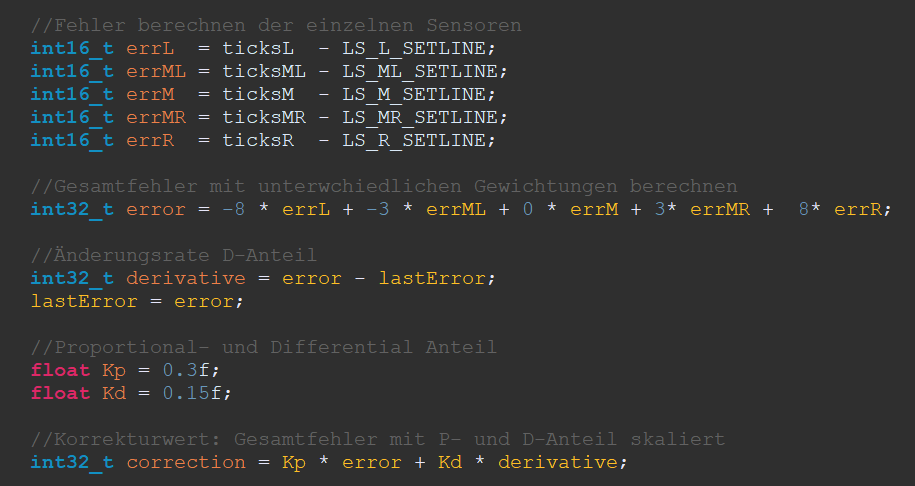 //Fehler berechnen der einzelnen Sensoren
int16_t errL  = ticksL  - LS_L_SETLINE;
int16_t errML = ticksML - LS_ML_SETLINE;
int16_t errM  = ticksM  - LS_M_SETLINE;
int16_t errMR = ticksMR - LS_MR_SETLINE;
int16_t errR  = ticksR  - LS_R_SETLINE;
//Gesamtfehler mit unterwchiedlichen Gewichtungen berechnen
int32_t error = -8 * errL + -3 * errML + 0 * errM + 3* errMR +  8* errR;
//Änderungsrate D-Anteil
int32_t derivative = error - lastError;
lastError = error;
//Proportional- und Differential Anteil
float Kp = 0.3f;
float Kd = 0.15f;
//Korrekturwert: Gesamtfehler mit P- und D-Anteil skaliert
int32_t correction = Kp * error + Kd * derivative;